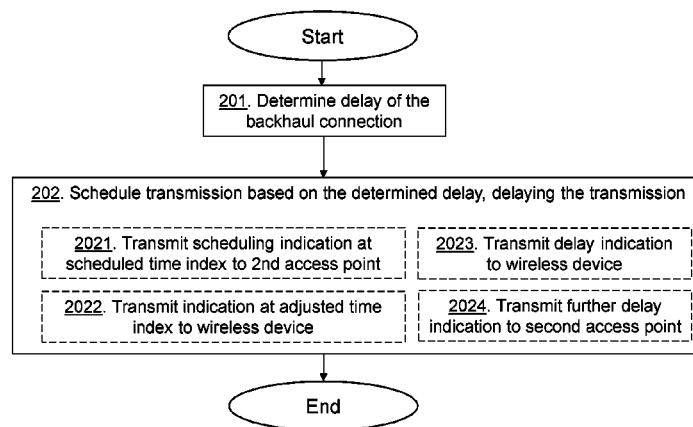 Start
201. Determine delay of the
backhaul connection
202. Schedule transmission based on the determined delay, delaying the transmission
2021. Transmit scheduling indication at
scheduled time index to 2nd access point
2023. Transmit delay indication
to wireless device
2022. Transmit indication at adjusted time
index to wireless device
2024. Transmit further delay
indication to second access point
End